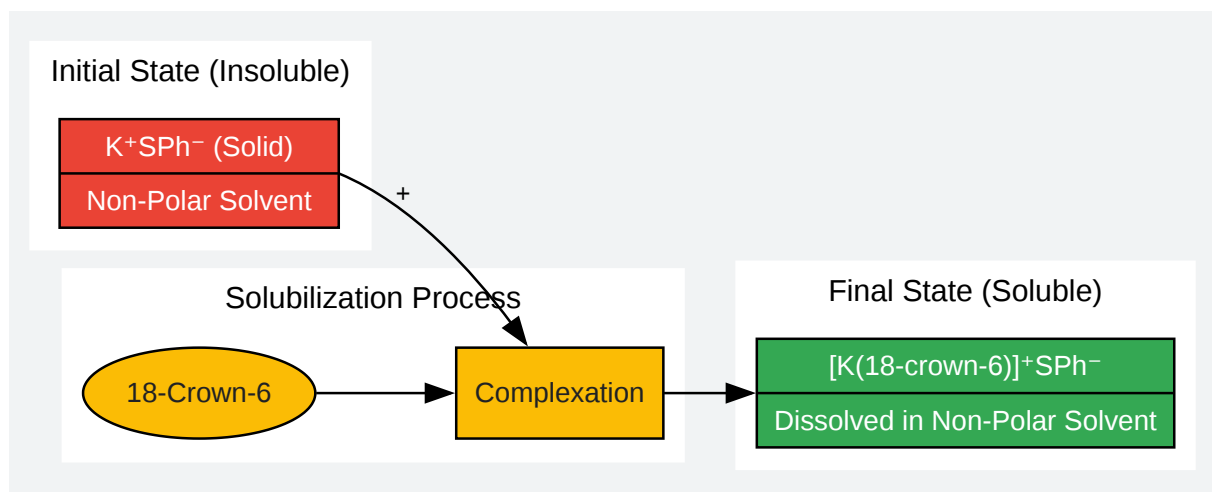 Initial State (Insoluble)
K⁺SPh⁻ (Solid)
Non-Polar Solvent
+
Solubilization Process
18-Crown-6
Complexation
Final State (Soluble)
[K(18-crown-6)]⁺SPh⁻
Dissolved in Non-Polar Solvent